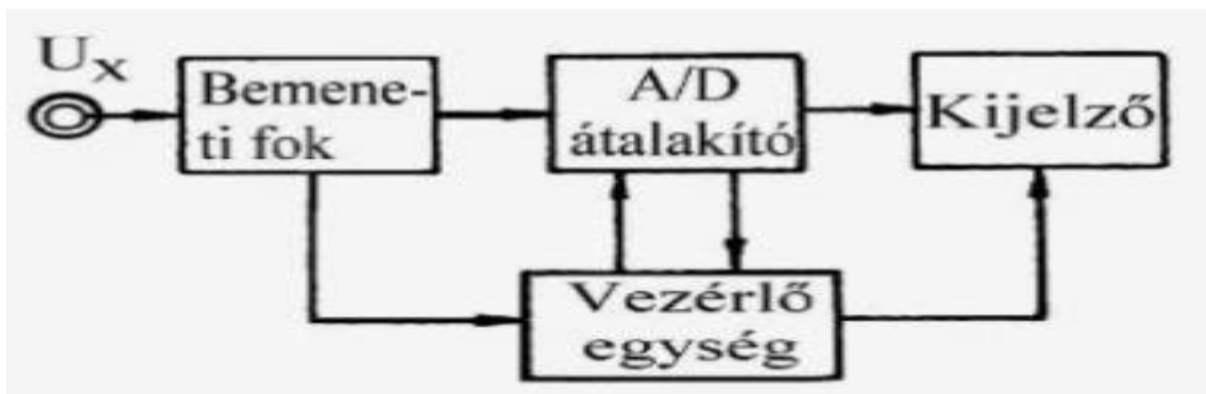 Ux
Bemene-
ti fok
A/D
átalakító
Kijelző
Vezérlő
egység